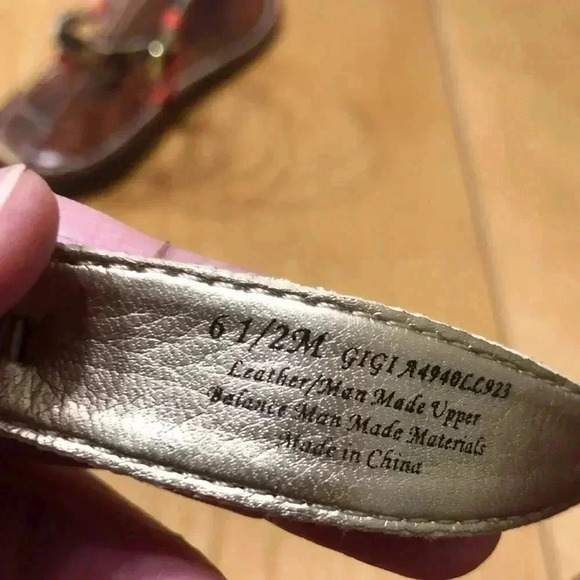 6 1/2M GIGI A4940LL923
Leather/Man Made Upper
Balance Man Made Materials
Made in China